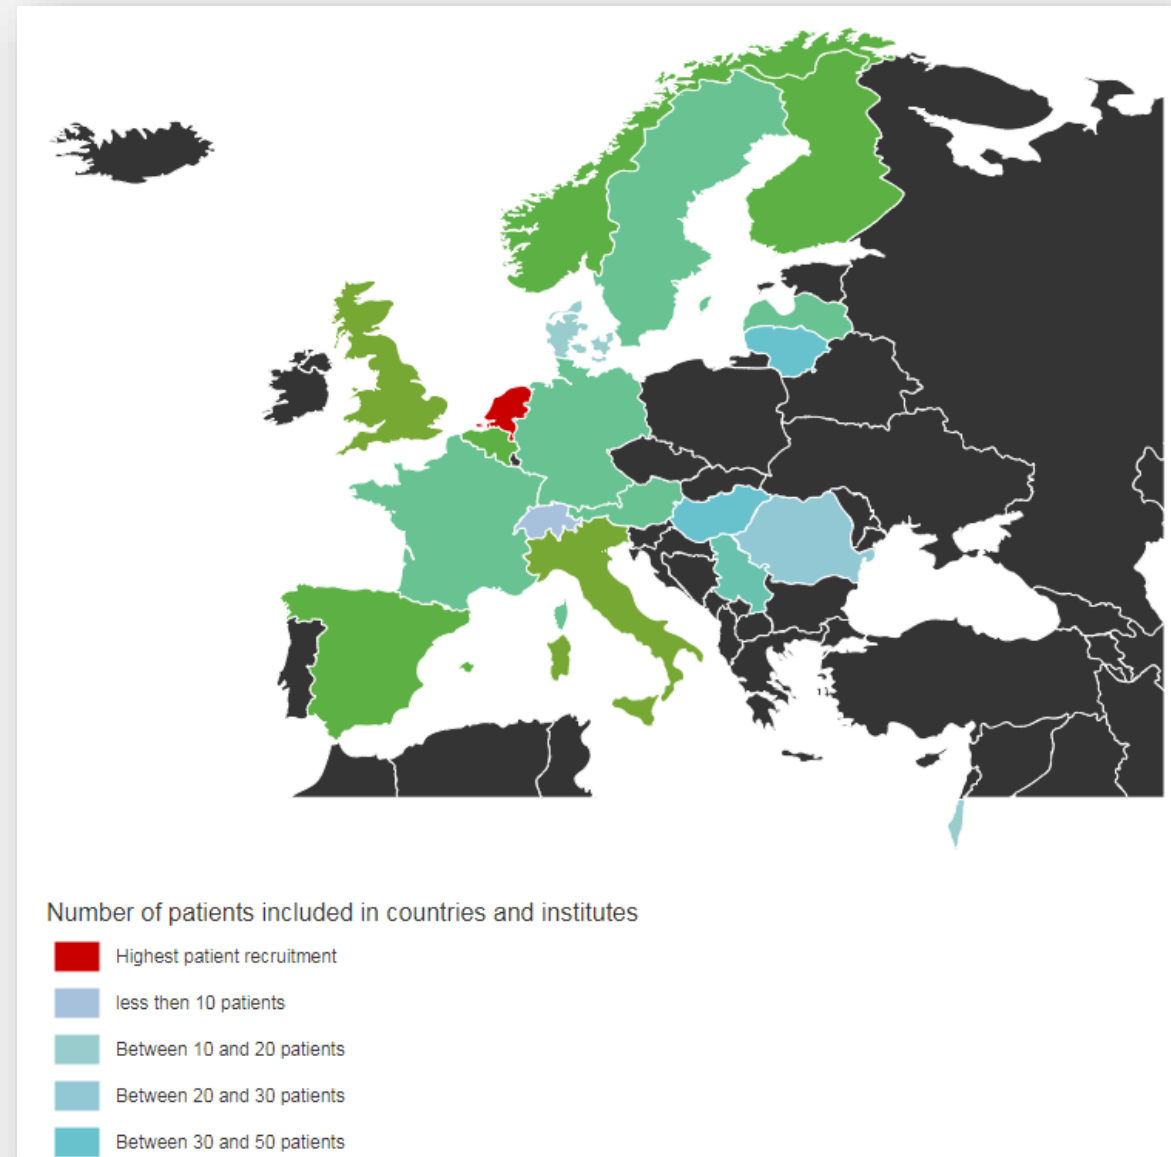 Number of patients included in countries and institutes
Highest patient recruitment
less then 10 patients
Between 10 and 20 patients
Between 20 and 30 patients
Between 30 and 50 patients